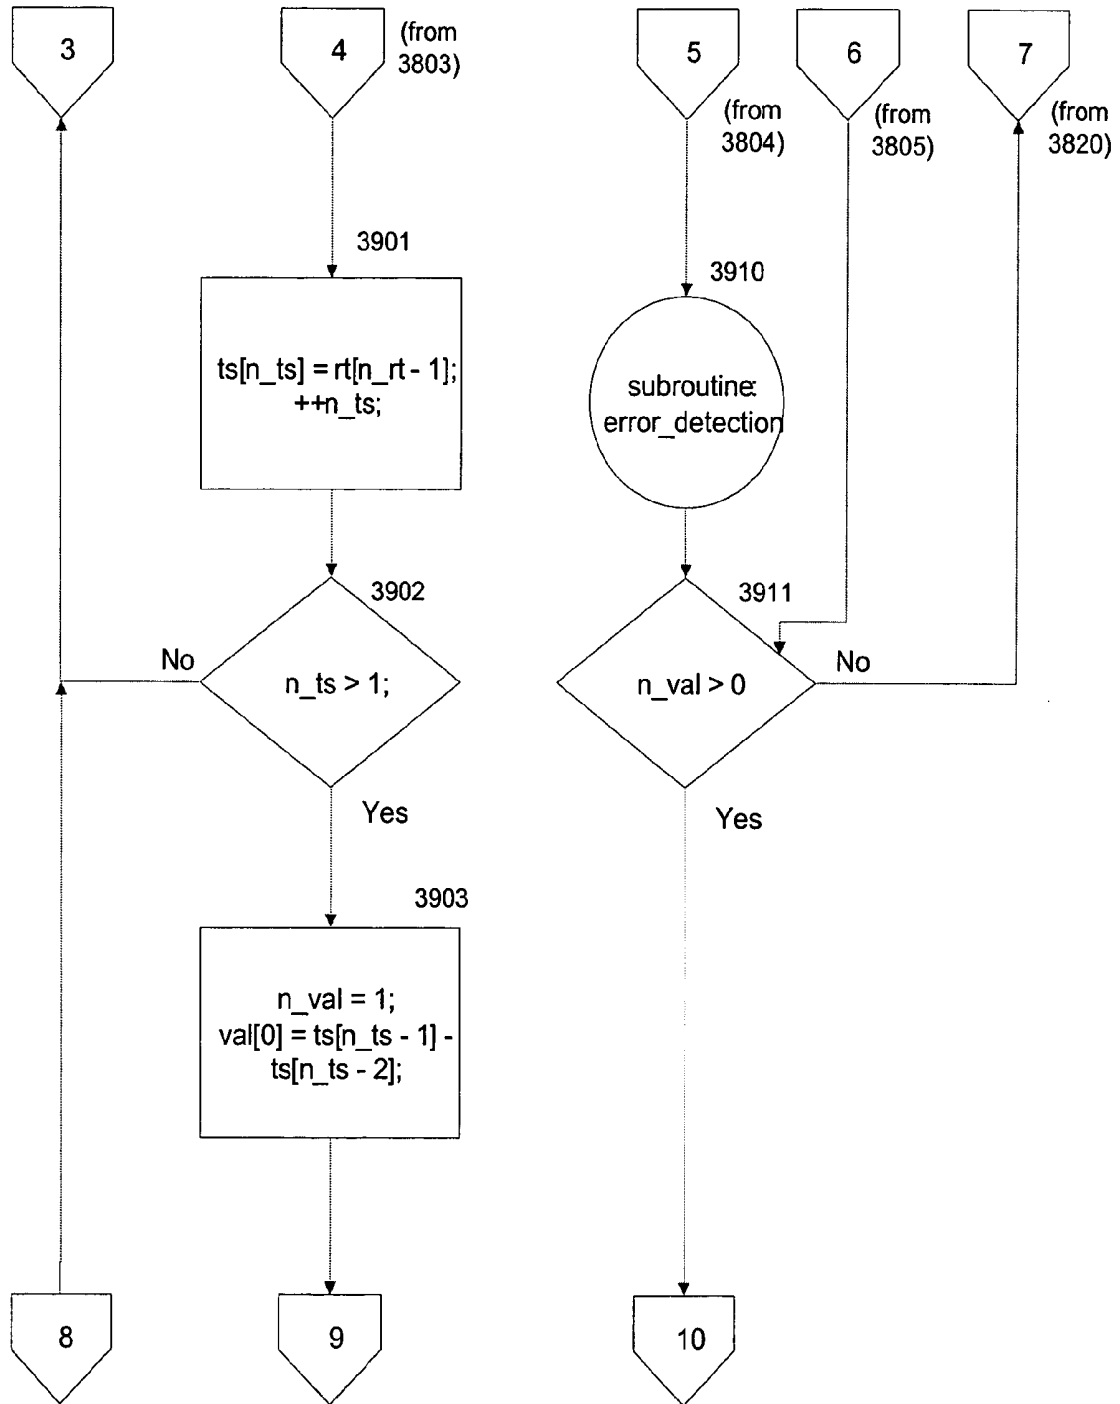 3
4
(from
3803)
5
(from
3804)
6
(from
3805)
7
(from
3820)
3901
ts[n_ts] = rt[n_rt - 1];
++n_ts;
3910
subroutine:
error_detection
3902
n_ts > 1;
No
Yes
3911
n_val > 0
No
Yes
3903
n_val = 1;
val[0] = ts[n_ts - 1] -
ts[n_ts - 2];
8
9
10